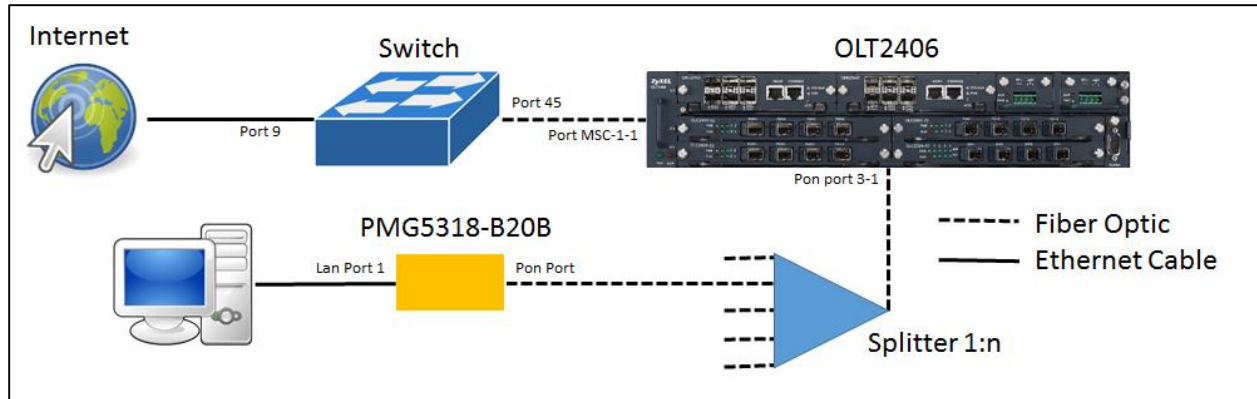 Internet
Switch
OLT2406
Port 9
Port 45
Port MSC-1-1
ZyXEL
Pon port 3-1
PMG5318-B20B
Lan Port 1
Pon Port
Fiber Optic
Ethernet Cable
Splitter 1:n